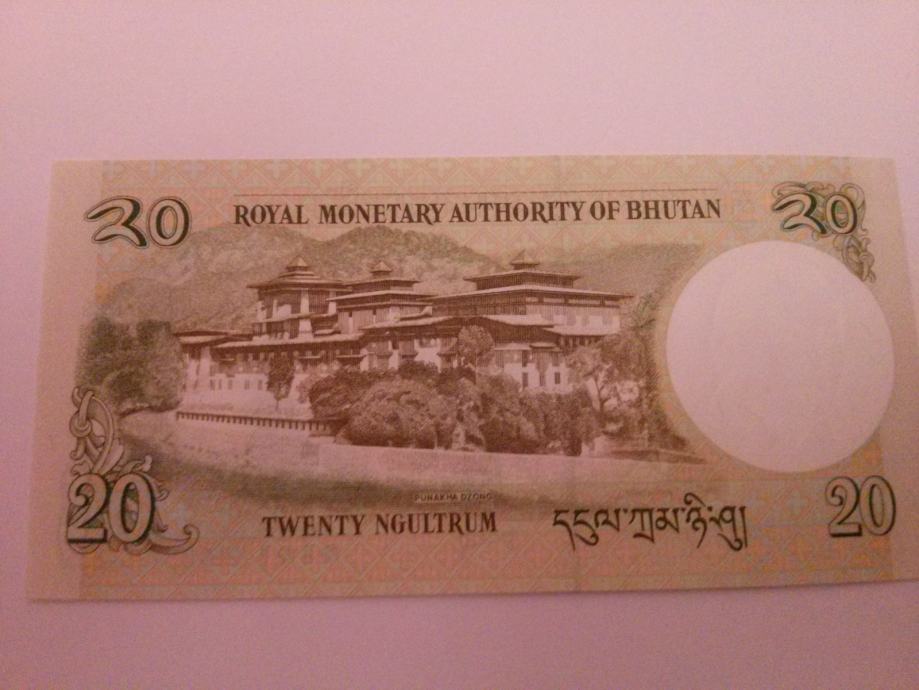 ༢༠ ROYAL MONETARY AUTHORITY OF BHUTAN ༢༠
PUNAKHA DZONG
20 TWENTY NGULTRUM དངུལ་ཀྲམ་ཉི་ཤུ། 20